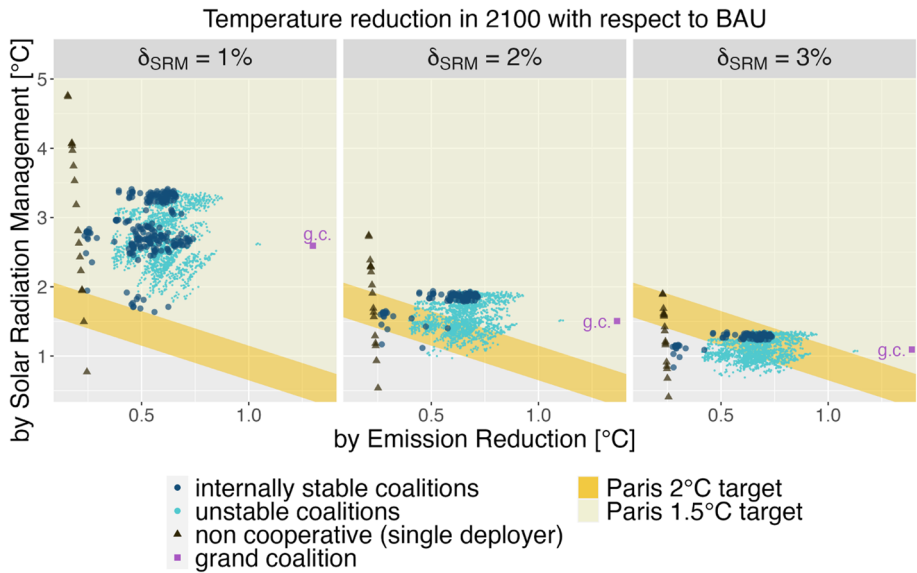 Temperature reduction in 2100 with respect to BAU
δSRM = 1%
δSRM = 2%
δSRM = 3%
by Solar Radiation Management [°C]
5
4
3
2
1
g.c.
g.c.
g.c.
0.5
1.0
0.5
1.0
0.5
1.0
by Emission Reduction [°C]
internally stable coalitions
unstable coalitions
non cooperative (single deployer)
grand coalition
Paris 2°C target
Paris 1.5°C target